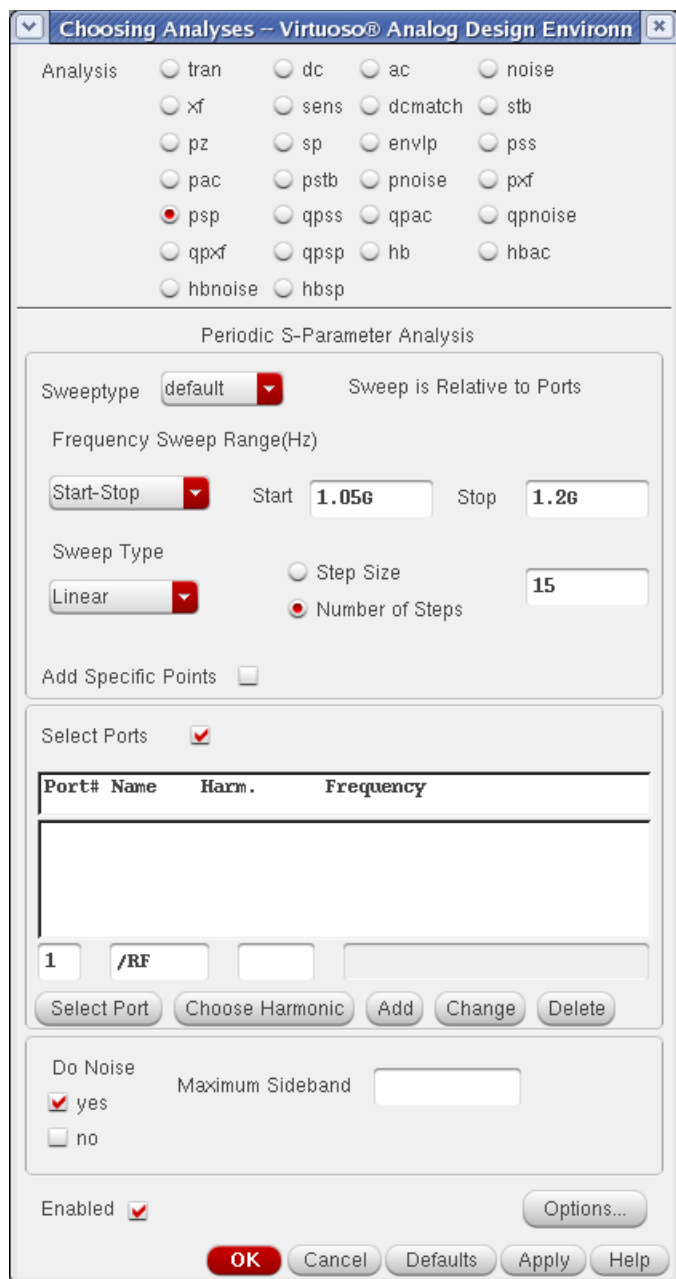 Choosing Analyses -- Virtuoso® Analog Design Environn
Analysis tran dc ac noise
xf sens dcmatch stb
pz sp envlp pss
pac pstb pnoise pxf
psp qpss qpac qpnoise
qpxf qpsp hb hbac
hbnoise hbsp
Periodic S-Parameter Analysis
Sweeptype default Sweep is Relative to Ports
Frequency Sweep Range(Hz)
Start-Stop Start 1.05G Stop 1.2G
Sweep Type
Step Size
Linear 15
Number of Steps
Add Specific Points
Select Ports
Port# Name Harm. Frequency
1 /RF
Select Port Choose Harmonic Add Change Delete
Do Noise
Maximum Sideband
yes
no
Enabled Options...
OK Cancel Defaults Apply Help